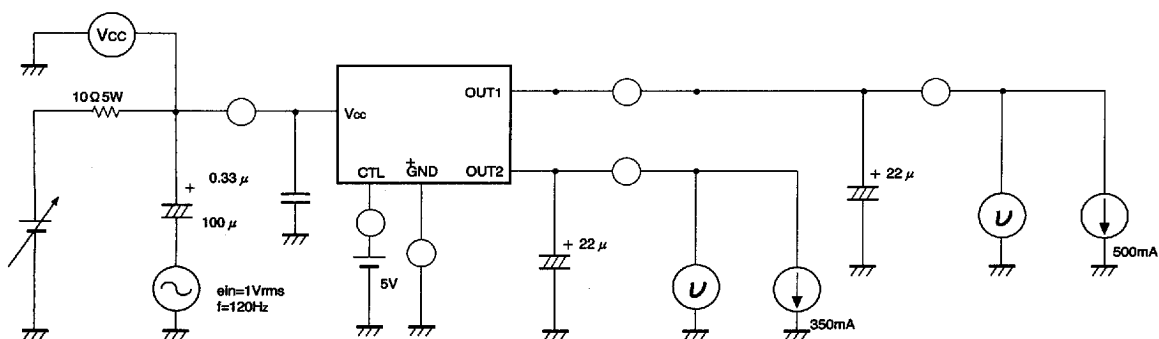 Vcc
10Ω5W
OUT1
Vcc
+
CTL
GND
OUT2
+
0.33μ
100μ
+ 22μ
+ 22μ
υ
υ
5V
ein=1Vrms
f=120Hz
350mA
500mA